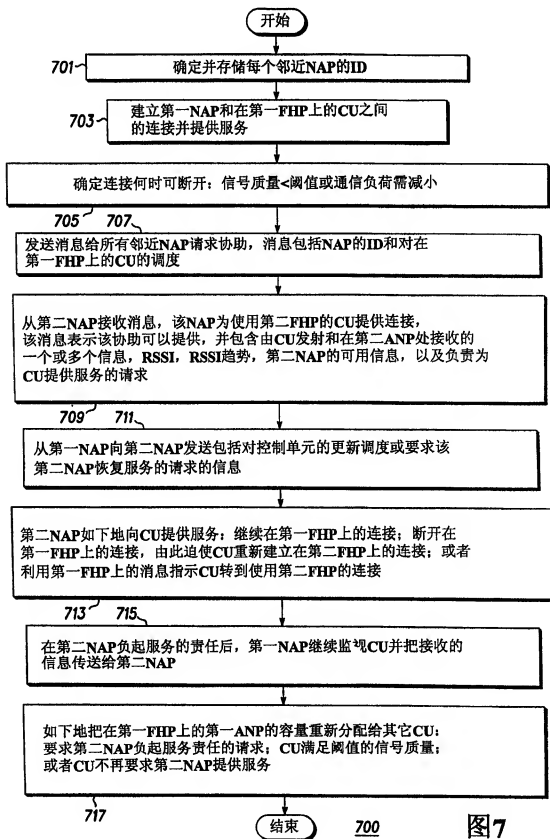 开始
701
确定并存储每个邻近NAP的ID
703
建立第一NAP和在第一FHP上的CU之间
的连接并提供服务
确定连接何时可断开：信号质量<阈值或通信负荷需减小
705 707
发送消息给所有邻近NAP请求协助，消息包括NAP的ID和对在
第一FHP上的CU的调度
从第二NAP接收消息，该NAP为使用第二FHP的CU提供连接，
该消息表示该协助可以提供，并包含由CU发射和在第二ANP处接收的
一个或多个信息，RSSI，RSSI趋势，第二NAP的可用信息，以及负责为
CU提供服务的请求
709 711
从第一NAP向第二NAP发送包括对控制单元的更新调度或要求该
第二NAP恢复服务的请求的信息
第二NAP如下地向CU提供服务：继续在第一FHP上的连接；断开在
第一FHP上的连接，由此迫使CU重新建立在第二FHP上的连接；或者
利用第一FHP上的消息指示CU转到使用第二FHP的连接
713 715
在第二NAP负起服务的责任后，第一NAP继续监视CU并把接收的
信息传送给第二NAP
如下地把在第一FHP上的第一ANP的容量重新分配给其它CU：
要求第二NAP负起服务责任的请求；CU满足阈值的信号质量；
或者CU不再要求第二NAP提供服务
717
结束
700
图7